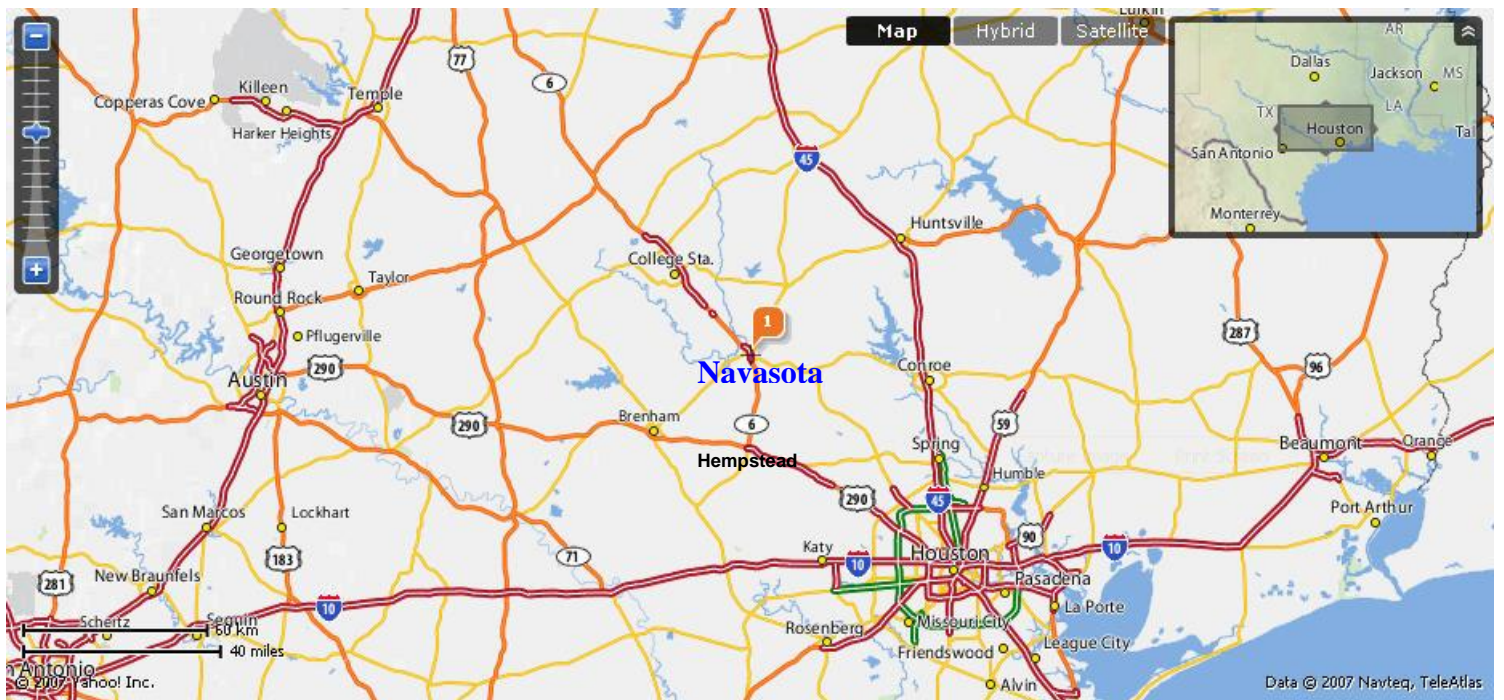 Map Hybrid Satellite
Lufkin
AR
Dallas
Jackson MS
TX
LA
Houston
San Antonio
Monterrey
Tal
77
6
Killeen
Temple
Copperas Cove
Harker Heights
45
Huntsville
Georgetown
College Sta.
Taylor
Round Rock
1
Pflugerville
287
290
Navasota
Austin
Conroe
96
Brenham
6
290
59
Hempstead
Spring
Beaumont
Orange
Humble
290
45
San Marcos
Lockhart
Port Arthur
90
183
71
Katy
10
Houston
10
281
New Braunfels
Pasadena
10
La Porte
Schertz
Seguin
60 km
Rosenberg
Missouri City
League City
40 miles
Friendswood
n Antonio
Alvin
© 2007 Yahoo! Inc.
Data © 2007 Navteq, TeleAtlas